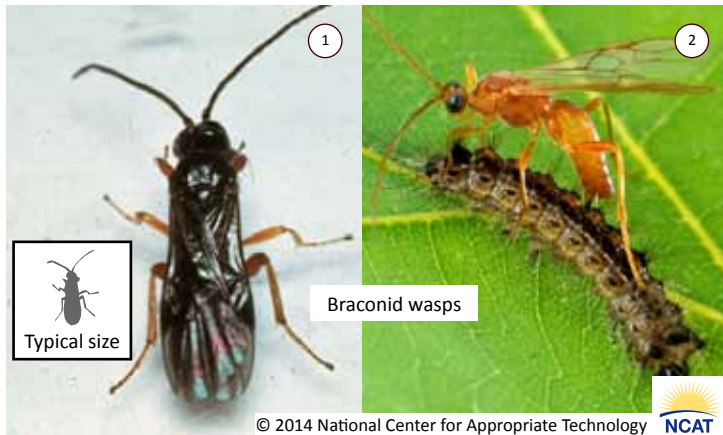 1
2
Typical size
Braconid wasps
© 2014 National Center for Appropriate Technology
NCAT